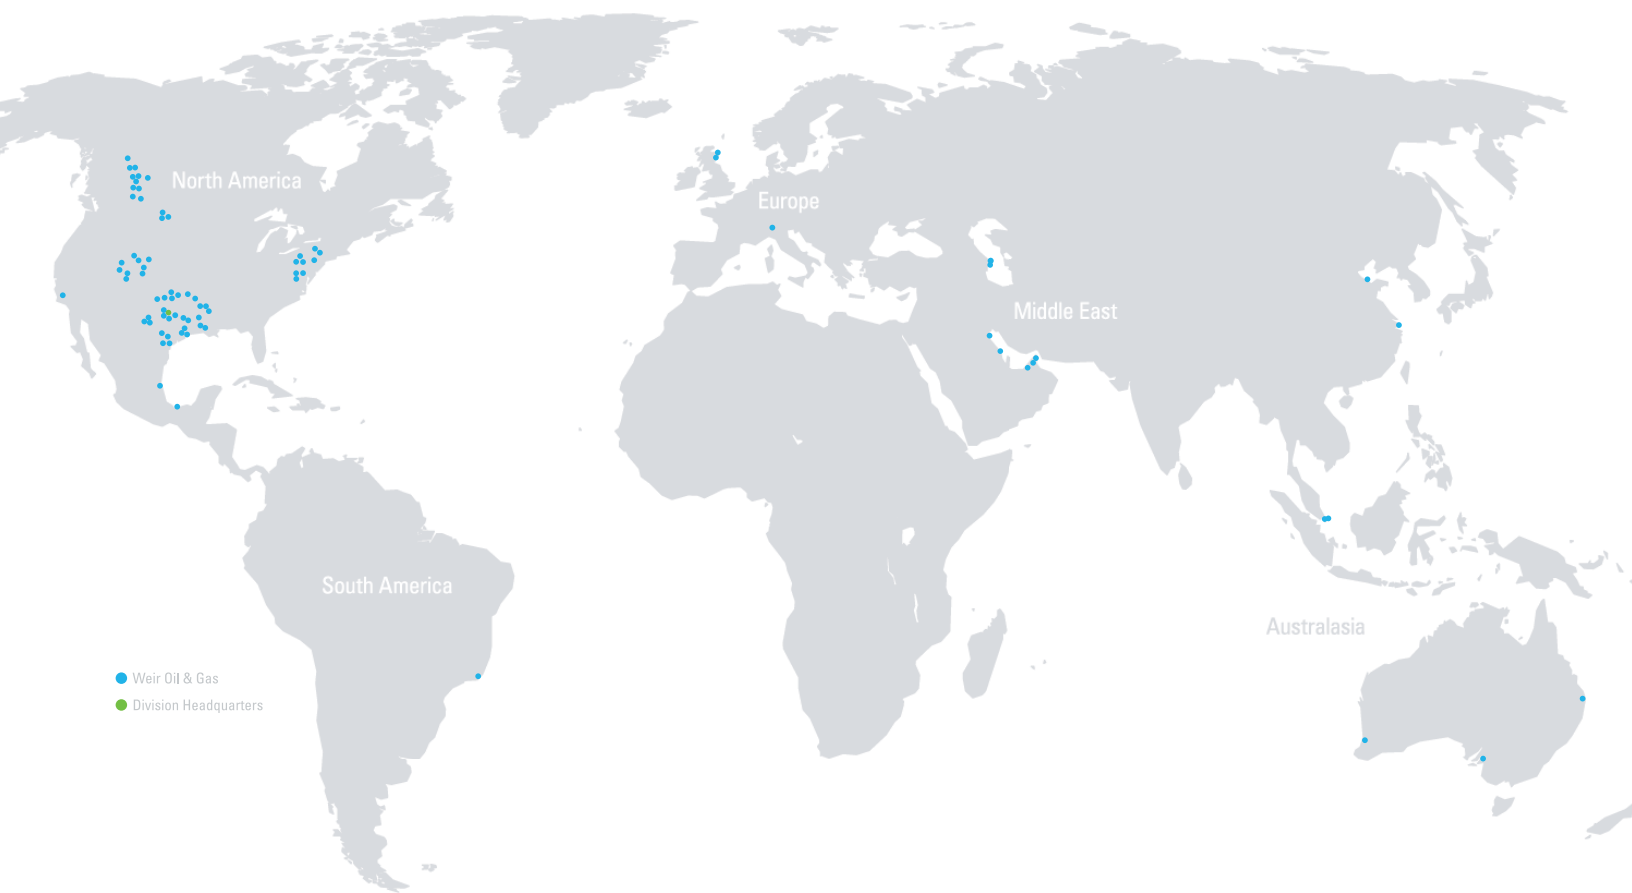 North America
Europe
Middle East
South America
Australasia
Weir Oil & Gas
Division Headquarters